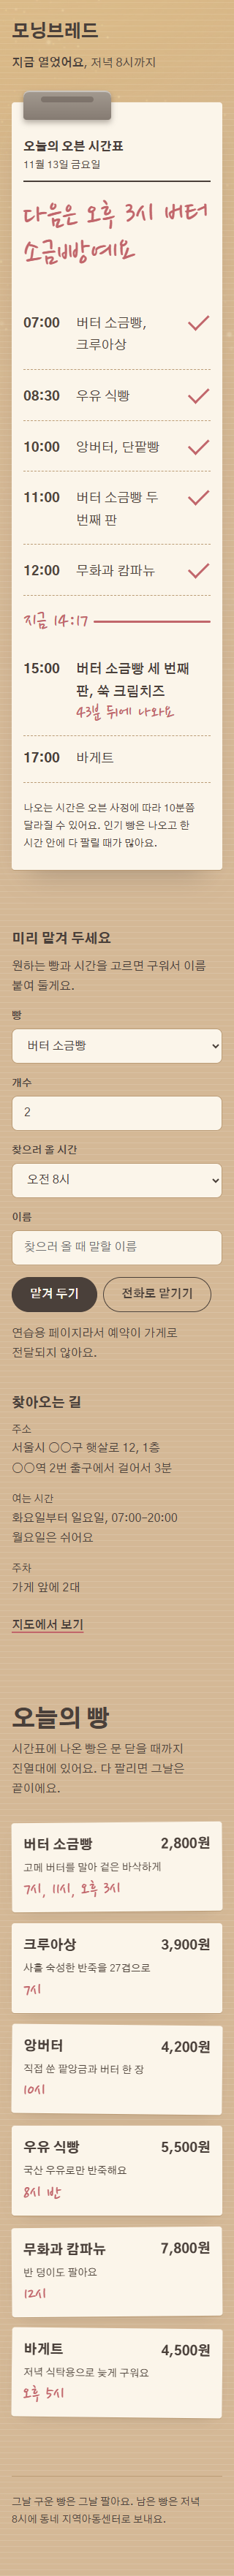 모닝브레드
지금 열었어요, 저녁 8시까지
오늘의 오븐 시간표
11월 13일 금요일
다음은 오후 3시 버터
소금빵예요
07:00 버터 소금빵,
크루아상
08:30 우유 식빵
10:00 앙버터, 단팥빵
11:00 버터 소금빵 두
번째 판
12:00 무화과 캄파뉴
지금 14:17
15:00 버터 소금빵 세 번째
판, 쑥 크림치즈
43분 뒤에 나와요
17:00 바게트
나오는 시간은 오븐 사정에 따라 10분쯤
달라질 수 있어요. 인기 빵은 나오고 한
시간 안에 다 팔릴 때가 많아요.
미리 맡겨 두세요
원하는 빵과 시간을 고르면 구워서 이름
붙여 둘게요.
빵
버터 소금빵
개수
2
찾으러 올 시간
오전 8시
이름
찾으러 올 때 말할 이름
맡겨 두기 전화로 맡기기
연습용 페이지라서 예약이 가게로
전달되지 않아요.
찾아오는 길
주소
서울시 〇〇구 햇살로 12, 1층
〇〇역 2번 출구에서 걸어서 3분
여는 시간
화요일부터 일요일, 07:00–20:00
월요일은 쉬어요
주차
가게 앞에 2대
지도에서 보기
오늘의 빵
시간표에 나온 빵은 문 닫을 때까지
진열대에 있어요. 다 팔리면 그날은
끝이에요.
버터 소금빵 2,800원
고메 버터를 말아 겉은 바삭하게
7시, 11시, 오후 3시
크루아상 3,900원
사흘 숙성한 반죽을 27겹으로
7시
앙버터 4,200원
직접 쑨 팥앙금과 버터 한 장
10시
우유 식빵 5,500원
국산 우유로만 반죽해요
8시 반
무화과 캄파뉴 7,800원
반 덩이도 팔아요
12시
바게트 4,500원
저녁 식탁용으로 늦게 구워요
오후 5시
그날 구운 빵은 그날 팔아요. 남은 빵은 저녁
8시에 동네 지역아동센터로 보내요.